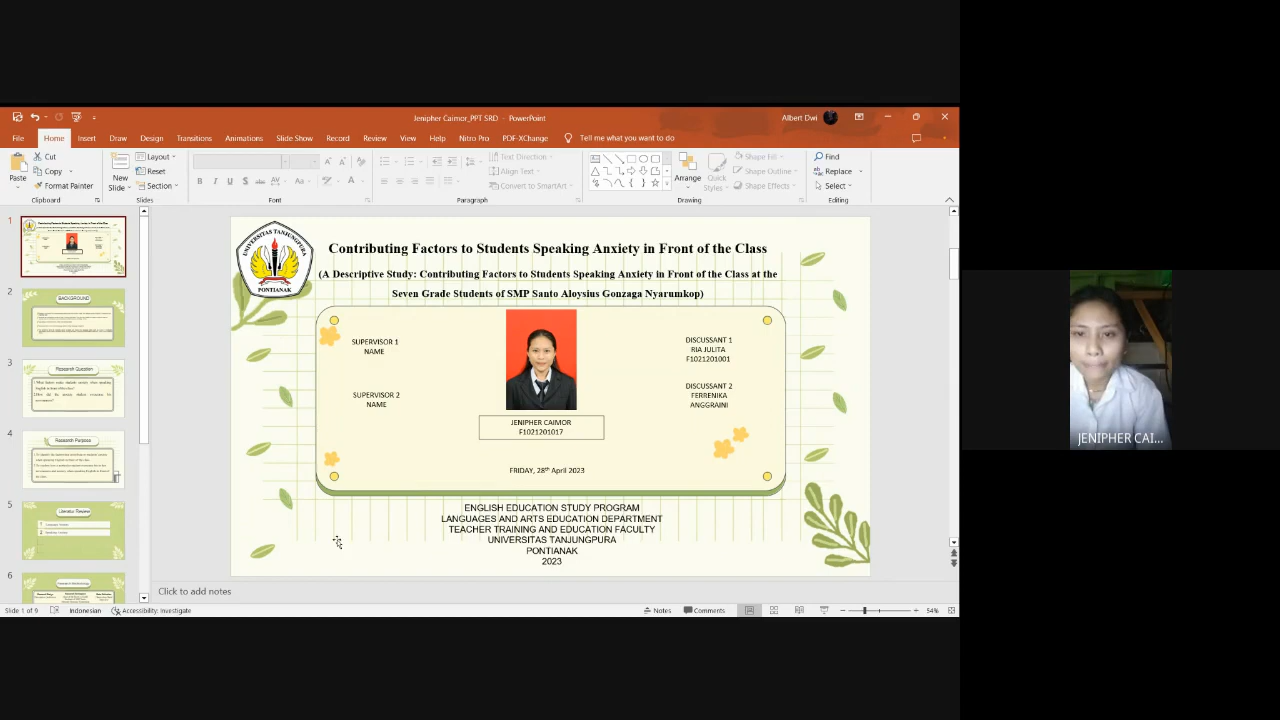 Jenipher Caimor_PPT SRD - PowerPoint
Albert Dwi
File Home Insert Draw Design Transitions Animations Slide Show Record Review View Help Nitro Pro PDF-XChange Tell me what you want to do
Paste
Cut
Copy
Format Painter
Clipboard
New
Slide
Layout
Reset
Section
Slides
Font
Text Direction
Align Text
Convert to SmartArt
Paragraph
Arrange
Quick
Styles
Shape Fill
Shape Outline
Shape Effects
Drawing
Find
Replace
Select
Editing
1
2
BACKGROUND
3
Research Question
4
Research Purpose
5
Literature Review
6
UNIVERSITAS TANJUNGPURA
PONTIANAK
Contributing Factors to Students Speaking Anxiety in Front of the Class
(A Descriptive Study: Contributing Factors to Students Speaking Anxiety in Front of the Class at the
Seven Grade Students of SMP Santo Aloysius Gonzaga Nyarumkop)
SUPERVISOR 1
NAME
SUPERVISOR 2
NAME
JENIPHER CAIMOR
F1021201017
DISCUSSANT 1
RIA JULITA
F1021201001
DISCUSSANT 2
FERRENIKA
ANGGRAINI
FRIDAY, 28th April 2023
ENGLISH EDUCATION STUDY PROGRAM
LANGUAGES AND ARTS EDUCATION DEPARTMENT
TEACHER TRAINING AND EDUCATION FACULTY
UNIVERSITAS TANJUNGPURA
PONTIANAK
2023
Click to add notes
Slide 1 of 9 Indonesian Accessibility: Investigate Notes Comments 54%
JENIPHER CAI...